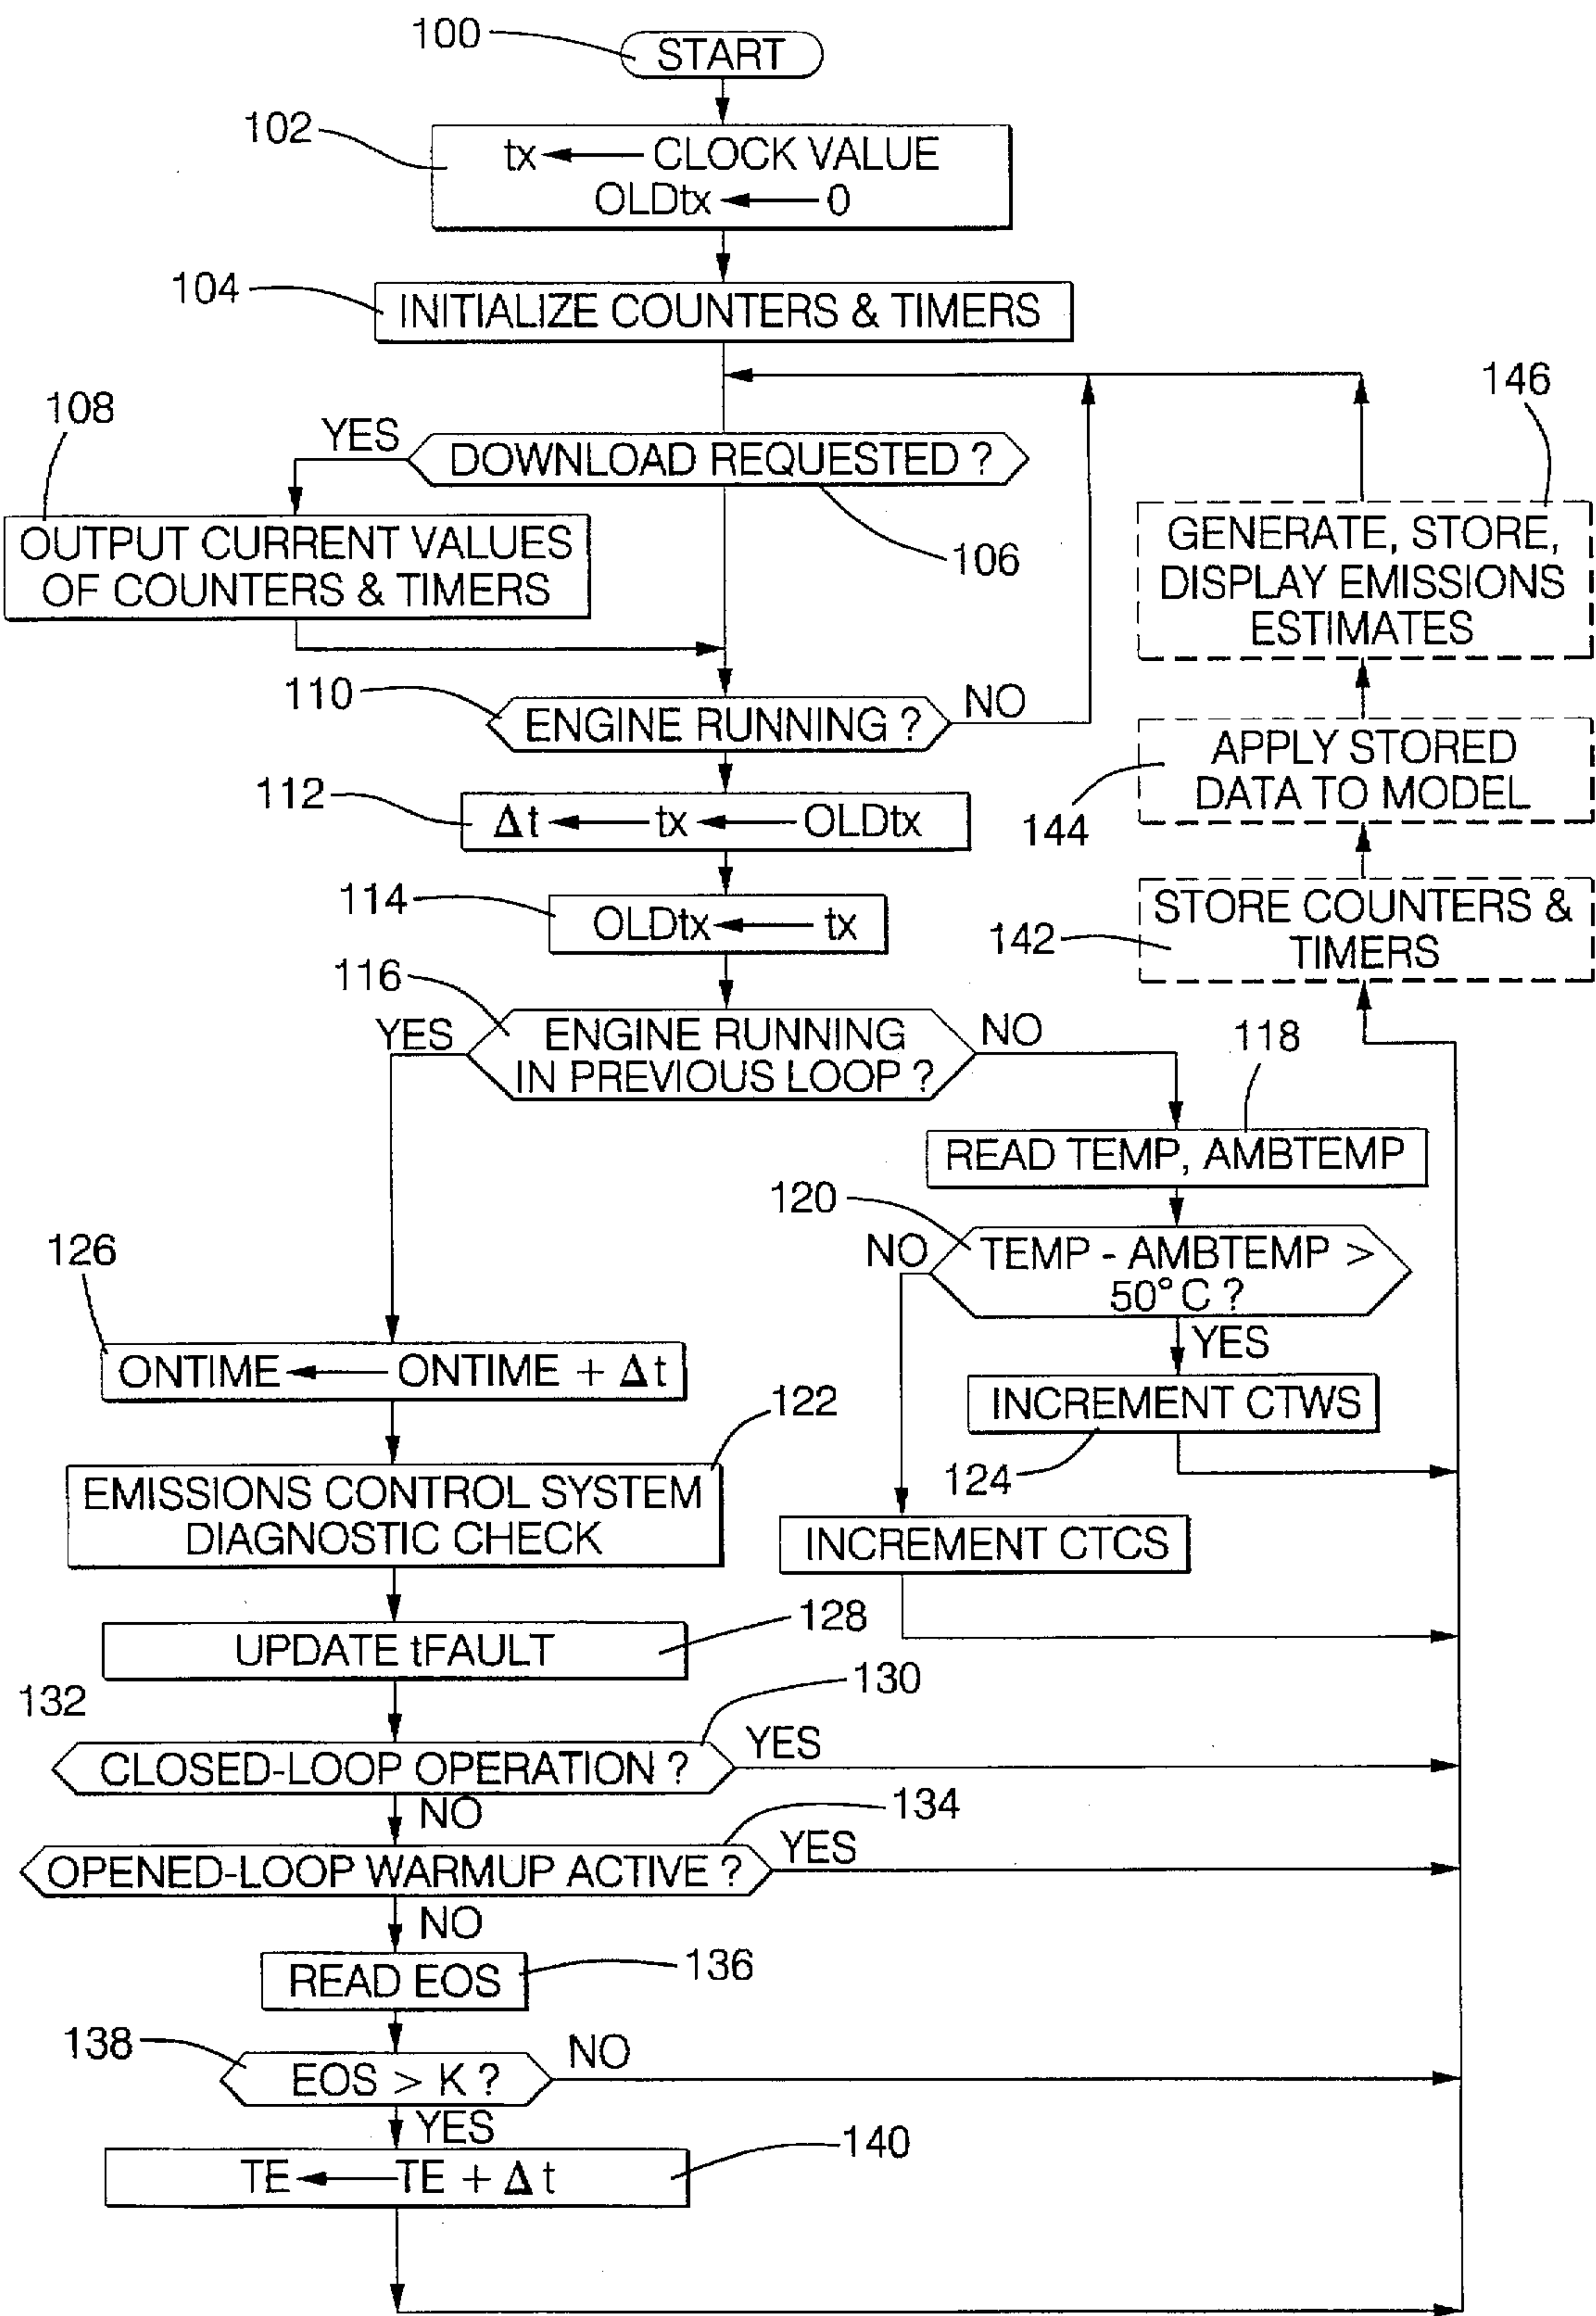 100
START
102
tx ← CLOCK VALUE
OLDtx ← 0
104
INITIALIZE COUNTERS & TIMERS
108
YES
DOWNLOAD REQUESTED ?
146
OUTPUT CURRENT VALUES
OF COUNTERS & TIMERS
106
GENERATE, STORE,
DISPLAY EMISSIONS
ESTIMATES
110
ENGINE RUNNING ?
NO
APPLY STORED
DATA TO MODEL
144
112
Δt ← tx ← OLDtx
114
OLDtx ← tx
STORE COUNTERS &
TIMERS
142
116
YES
ENGINE RUNNING
IN PREVIOUS LOOP ?
NO
118
READ TEMP, AMBTEMP
120
NO
TEMP - AMBTEMP >
50° C ?
YES
126
ONTIME ← ONTIME + Δt
INCREMENT CTWS
124
122
EMISSIONS CONTROL SYSTEM
DIAGNOSTIC CHECK
INCREMENT CTCS
128
UPDATE tFAULT
132
130
CLOSED-LOOP OPERATION ?
YES
NO
134
OPENED-LOOP WARMUP ACTIVE ?
YES
NO
READ EOS
136
138
EOS > K ?
NO
YES
140
TE ← TE + Δt